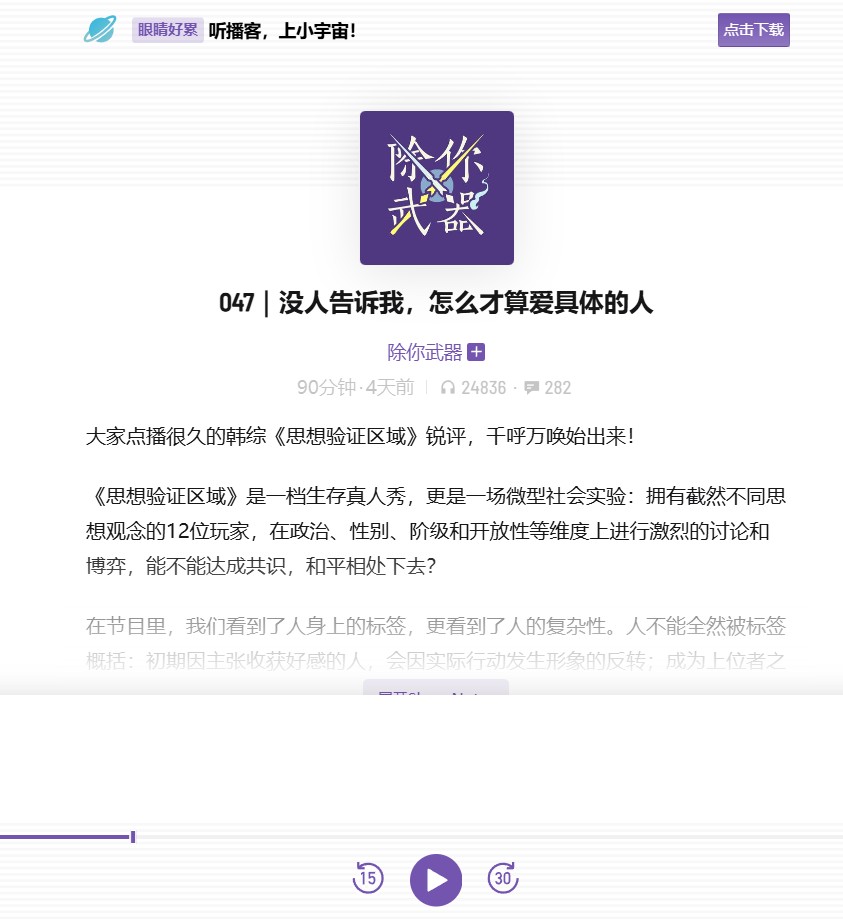 眼睛好累 听播客，上小宇宙！
点击下载
除你
武器
047｜没人告诉我，怎么才算爱具体的人
除你武器
90分钟·4天前 24836 · 282
大家点播很久的韩综《思想验证区域》锐评，千呼万唤始出来！
《思想验证区域》是一档生存真人秀，更是一场微型社会实验：拥有截然不同思
想观念的12位玩家，在政治、性别、阶级和开放性等维度上进行激烈的讨论和
博弈，能不能达成共识，和平相处下去？
在节目里，我们看到了人身上的标签，更看到了人的复杂性。人不能全然被标签
概括：初期因主张收获好感的人，会因实际行动发生形象的反转；成为上位者之
15
30